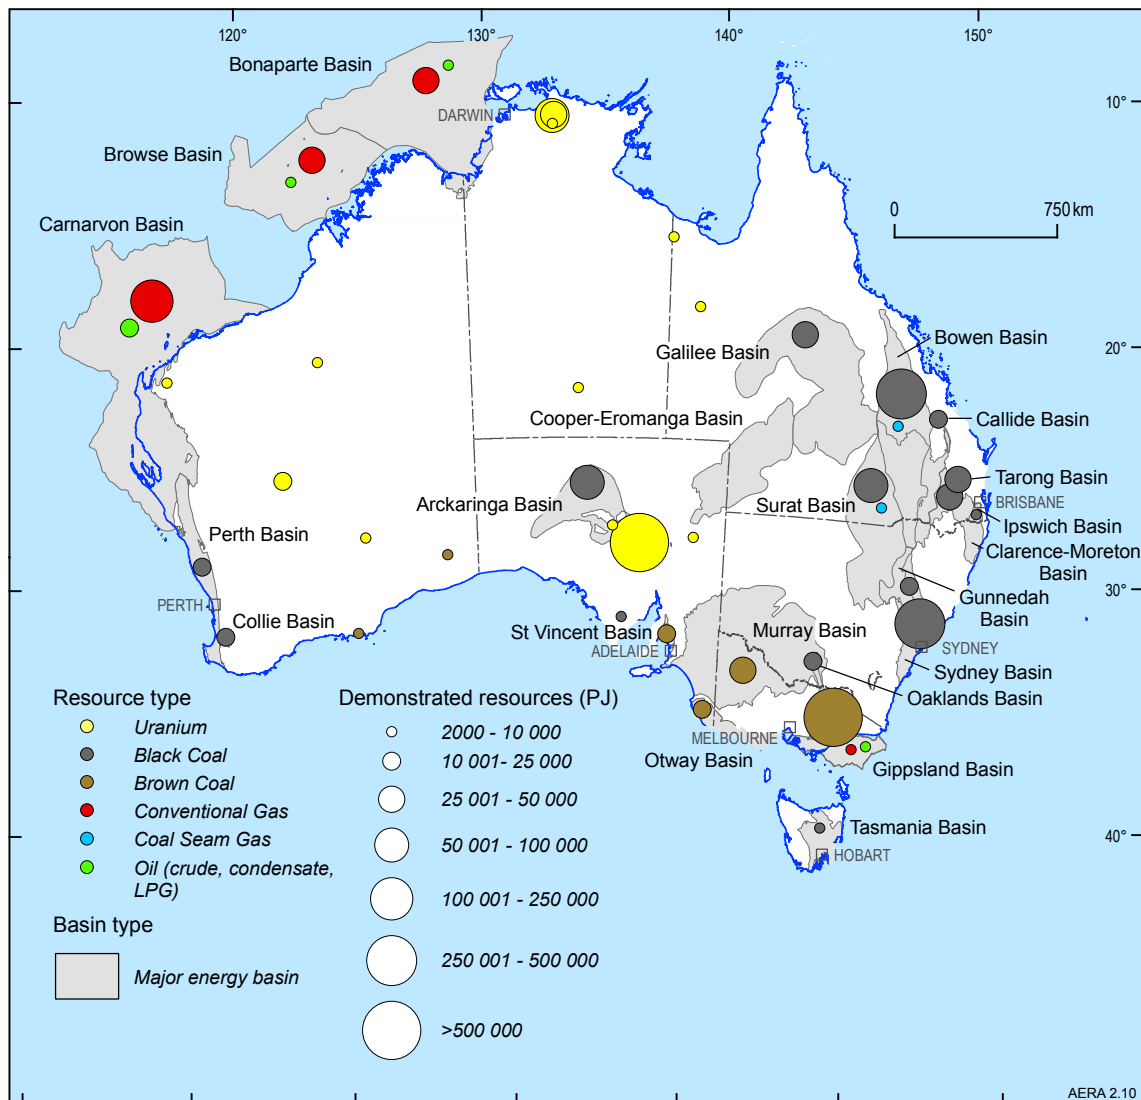 120°
130°
140°
150°
Bonaparte Basin
10°
DARWIN
Browse Basin
Carnarvon Basin
0
750 km
20°
Galilee Basin
Bowen Basin
Cooper-Eromanga Basin
Callide Basin
Tarong Basin
Arckaringa Basin
Surat Basin
BRISBANE
Ipswich Basin
Perth Basin
Clarence-Moreton
Basin
30°
PERTH
Gunnedah
Basin
Collie Basin
St Vincent Basin
Murray Basin
ADELAIDE
SYDNEY
Sydney Basin
Oaklands Basin
MELBOURNE
Otway Basin
Gippsland Basin
Tasmania Basin
40°
HOBART
Resource type
Uranium
Black Coal
Brown Coal
Conventional Gas
Coal Seam Gas
Oil (crude, condensate,
LPG)
Basin type
Major energy basin
Demonstrated resources (PJ)
2000 - 10 000
10 001- 25 000
25 001 - 50 000
50 001 - 100 000
100 001 - 250 000
250 001 - 500 000
>500 000
AERA 2.10